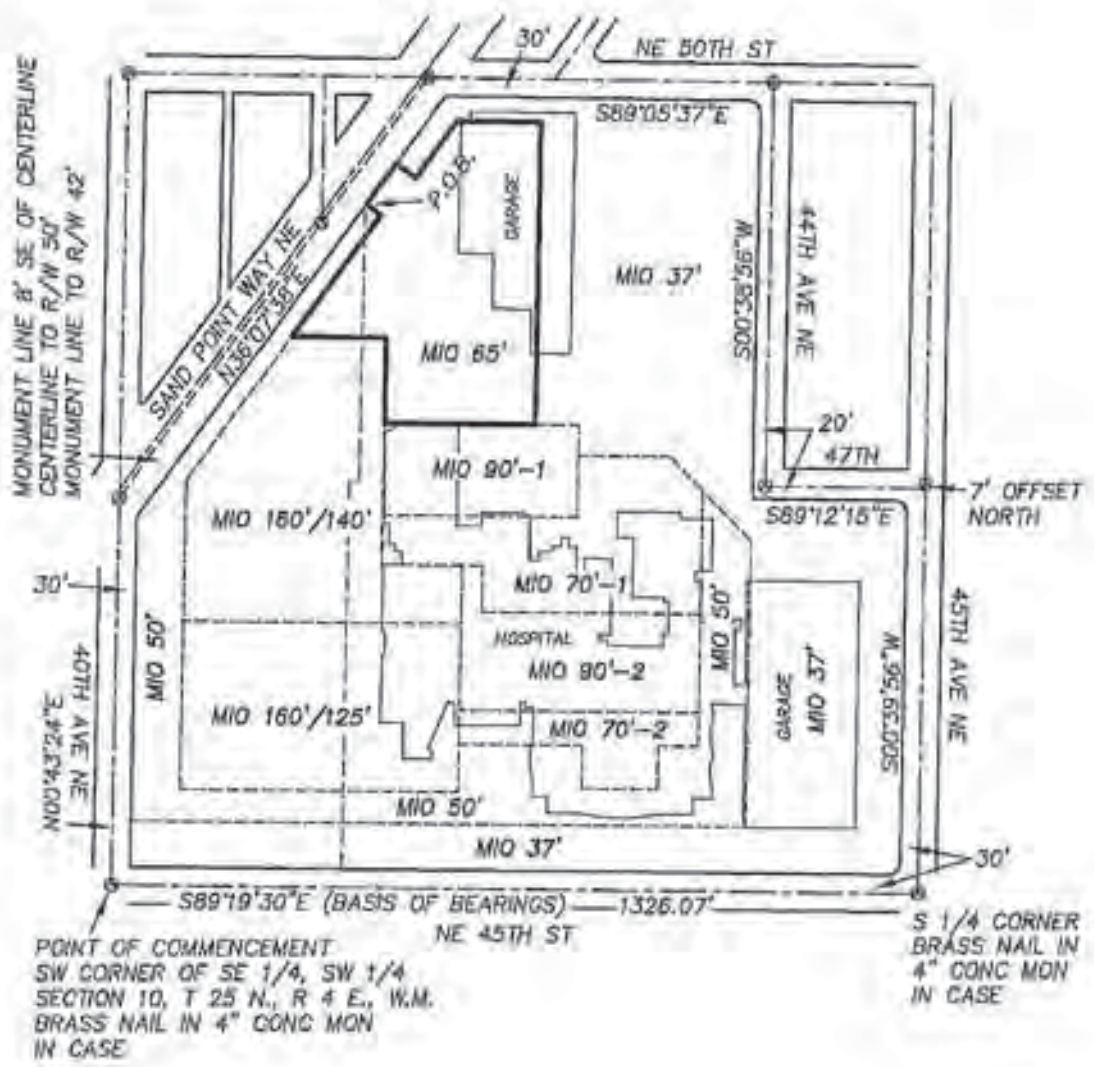 30'
NE 50TH ST
S89°05'37"E
MONUMENT LINE 8' SE OF CENTERLINE
CENTERLINE TO R/W 50'
MONUMENT LINE TO R/W 42'
P.O.B.
GARAGE
SAND POINT WAY NE
N36°07'38"E
MIO 37'
S00°38'56"W
44TH AVE NE
MIO 65'
20'
47TH
MIO 90'-1
7' OFFSET
NORTH
MIO 160'/140'
S89°12'15"E
30'
MIO 70'-1
MIO 50'
HOSPITAL
MIO 90'-2
MIO 50'
GARAGE
MIO 37'
S00°39'56"W
45TH AVE NE
N00°43'24"E
40TH AVE NE
MIO 160'/125'
MIO 70'-2
MIO 50'
MIO 37'
30'
S89°19'30"E (BASIS OF BEARINGS) 1326.07'
NE 45TH ST
POINT OF COMMENCEMENT
SW CORNER OF SE 1/4, SW 1/4
SECTION 10, T 25 N., R 4 E., W.M.
BRASS NAIL IN 4" CONC MON
IN CASE
S 1/4 CORNER
BRASS NAIL IN
4" CONC MON
IN CASE